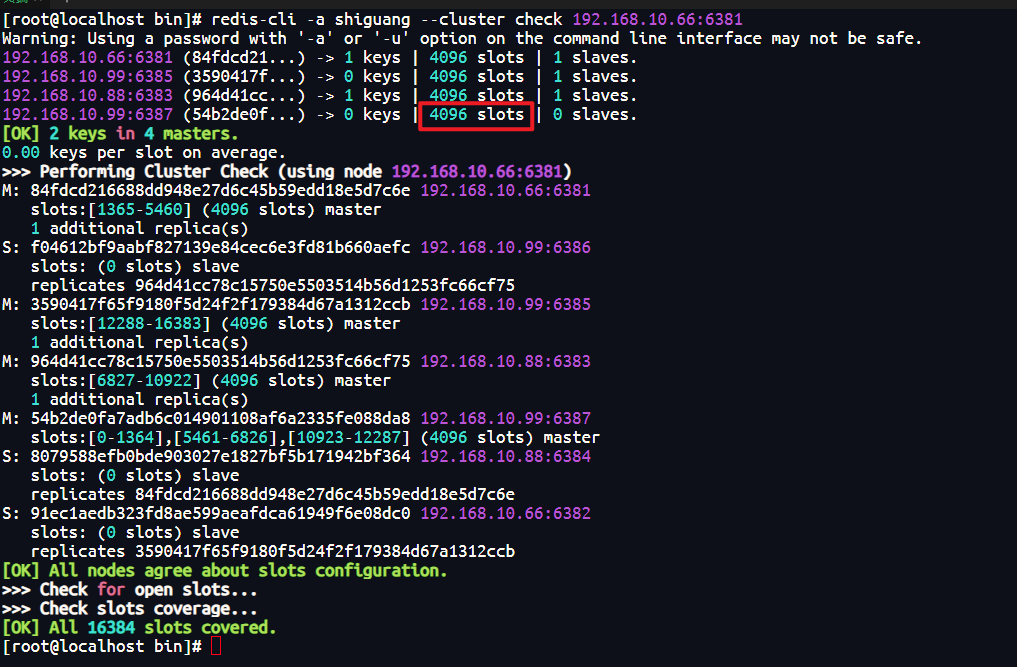 [root@localhost bin]# redis-cli -a shiguang --cluster check 192.168.10.66:6381
Warning: Using a password with '-a' or '-u' option on the command line interface may not be safe.
192.168.10.66:6381 (84fdcd21...) -> 1 keys | 4096 slots | 1 slaves.
192.168.10.99:6385 (3590417f...) -> 0 keys | 4096 slots | 1 slaves.
192.168.10.88:6383 (964d41cc...) -> 1 keys | 4096 slots | 1 slaves.
192.168.10.99:6387 (54b2de0f...) -> 0 keys | 4096 slots | 0 slaves.
[OK] 2 keys in 4 masters.
0.00 keys per slot on average.
>>> Performing Cluster Check (using node 192.168.10.66:6381)
M: 84fdcd216688dd948e27d6c45b59edd18e5d7c6e 192.168.10.66:6381
   slots:[1365-5460] (4096 slots) master
   1 additional replica(s)
S: f04612bf9aabf827139e84cec6e3fd81b660aefc 192.168.10.99:6386
   slots: (0 slots) slave
   replicates 964d41cc78c15750e5503514b56d1253fc66cf75
M: 3590417f65f9180f5d24f2f179384d67a1312ccb 192.168.10.99:6385
   slots:[12288-16383] (4096 slots) master
   1 additional replica(s)
M: 964d41cc78c15750e5503514b56d1253fc66cf75 192.168.10.88:6383
   slots:[6827-10922] (4096 slots) master
   1 additional replica(s)
M: 54b2de0fa7adb6c014901108af6a2335fe088da8 192.168.10.99:6387
   slots:[0-1364],[5461-6826],[10923-12287] (4096 slots) master
S: 8079588efb0bde903027e1827bf5b171942bf364 192.168.10.88:6384
   slots: (0 slots) slave
   replicates 84fdcd216688dd948e27d6c45b59edd18e5d7c6e
S: 91ec1aedb323fd8ae599aeafdca61949f6e08dc0 192.168.10.66:6382
   slots: (0 slots) slave
   replicates 3590417f65f9180f5d24f2f179384d67a1312ccb
[OK] All nodes agree about slots configuration.
>>> Check for open slots...
>>> Check slots coverage...
[OK] All 16384 slots covered.
[root@localhost bin]#